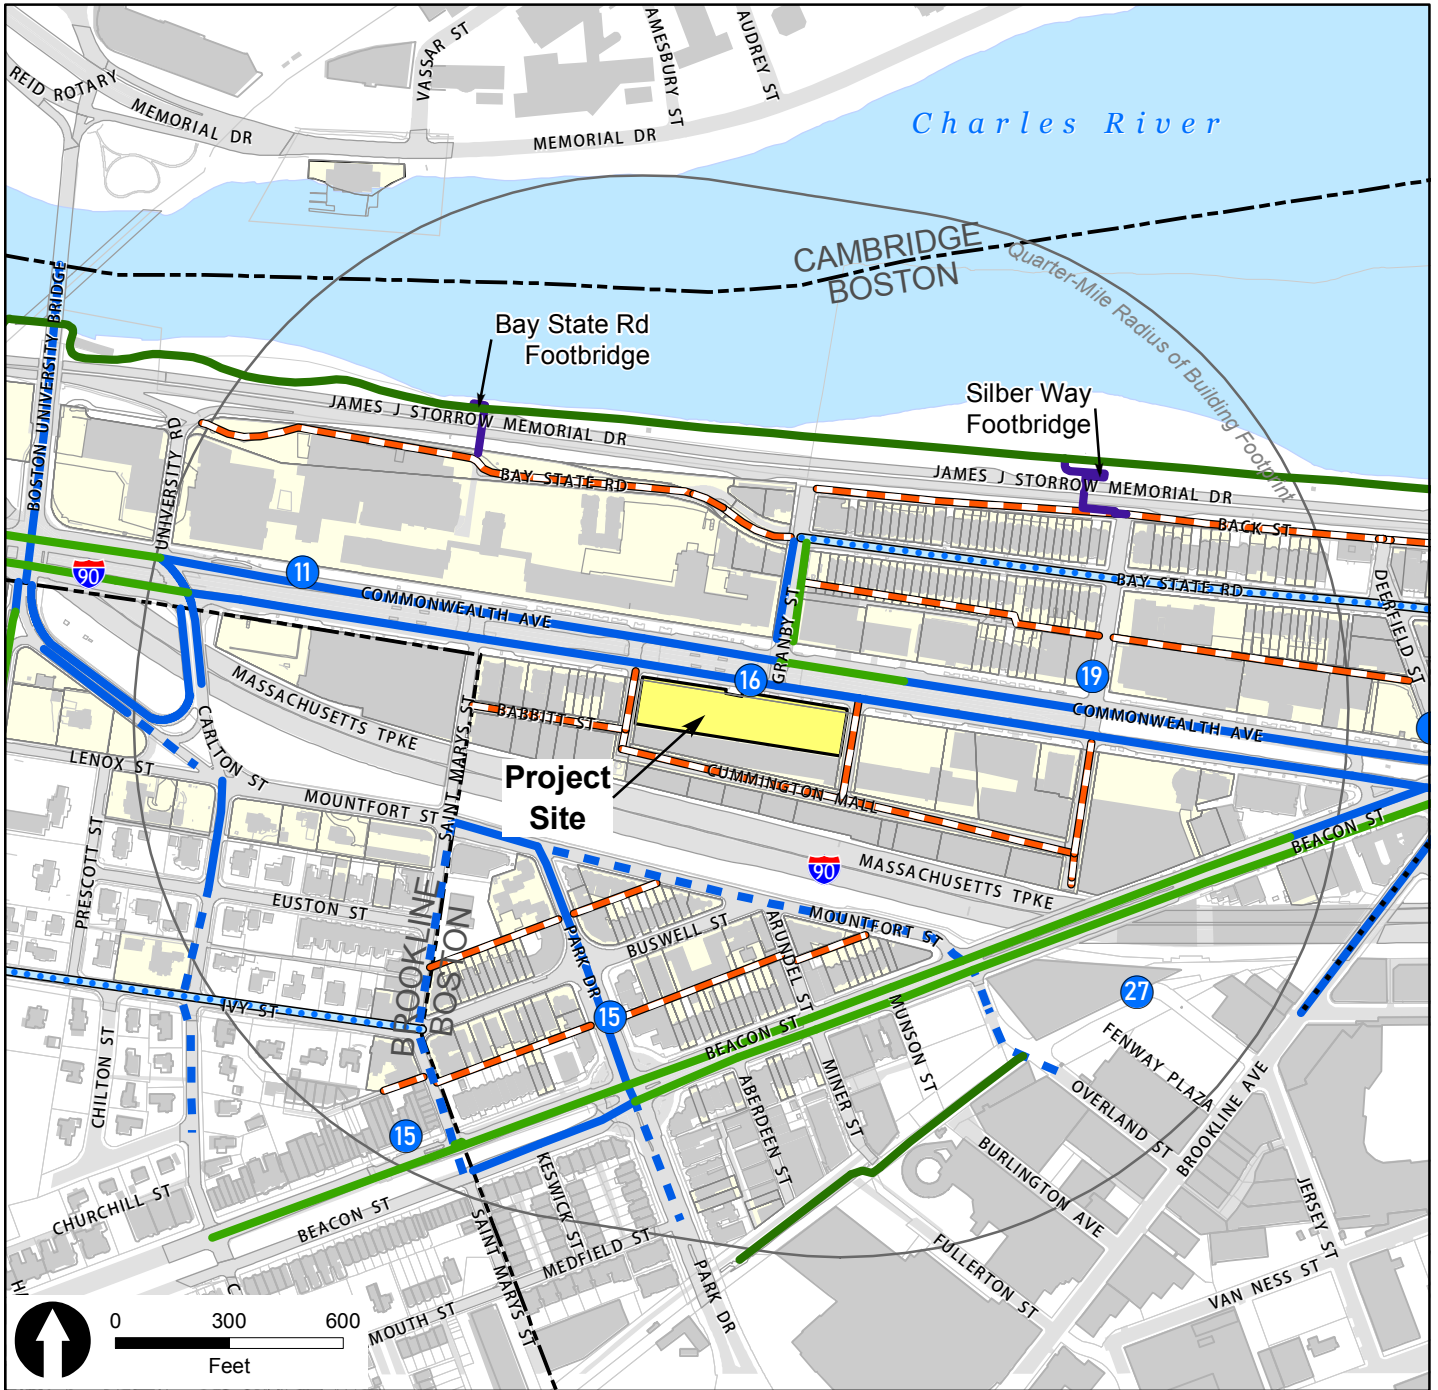 VASSAR ST
AMESBURY ST
AUDREY ST
REID ROTARY
MEMORIAL DR
MEMORIAL DR
Charles River
CAMBRIDGE
BOSTON
Quarter-Mile Radius of Building Footprint
BOSTON UNIVERSITY BRIDGE
Bay State Rd
Footbridge
Silber Way
Footbridge
JAMES J STORROW MEMORIAL DR
JAMES J STORROW MEMORIAL DR
UNIVERSITY RD
BAY STATE RD
BACK ST
BAY STATE RD
DEERFIELD ST
90
11
COMMONWEALTH AVE
GRANBY ST
16
19
COMMONWEALTH AVE
MASSACHUSETTS TPKE
SAINT MARYS ST
BABBITT ST
CARLTON ST
LENOX ST
MOUNTFORT ST
Project
Site
CUMMINGTON MALL
BEACON ST
90
MASSACHUSETTS TPKE
PRESCOTT ST
EUSTON ST
BROOKLINE
BOSTON
PARK DR
BUSWELL ST
ARUNDEL ST
MOUNTFORT ST
IVY ST
15
BEACON ST
MUNSON ST
27
FENWAY PLAZA
CHILTON ST
15
ABERDEEN ST
MINER ST
OVERLAND ST
BROOKLINE AVE
BURLINGTON AVE
CHURCHILL ST
BEACON ST
KESWICK ST
MEDFIELD ST
SAINT MARYS ST
PARK DR
FULLERTON ST
JERSEY ST
VAN NESS ST
MOUTH ST
H
C
0 300 600
Feet